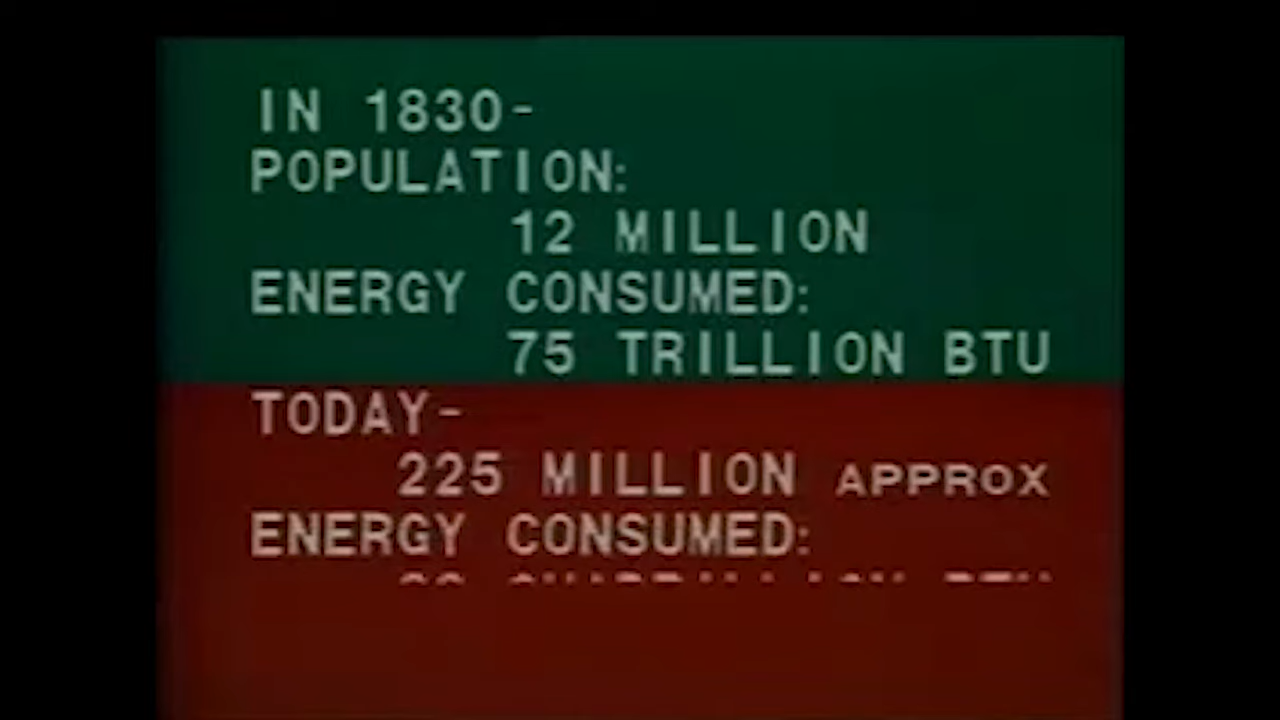 IN 1830-
POPULATION:
12 MILLION
ENERGY CONSUMED:
75 TRILLION BTU
TODAY-
225 MILLION APPROX
ENERGY CONSUMED: